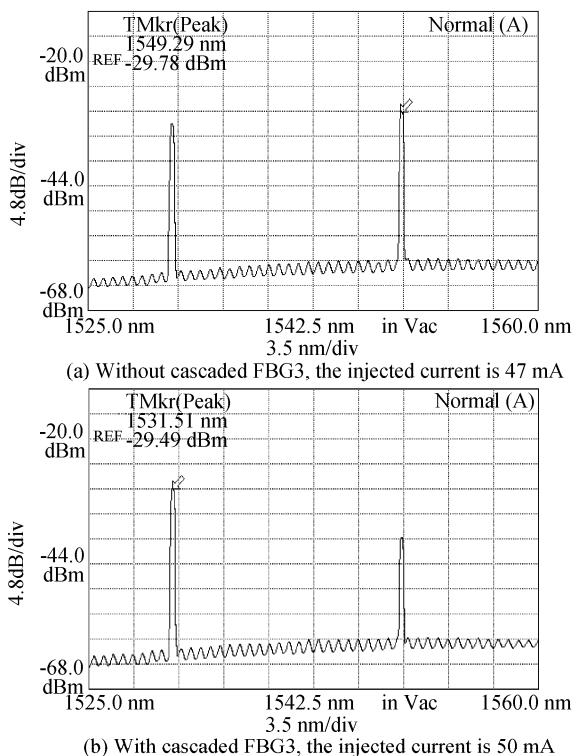 TMkr(Peak)
1549.29 nm
REF -29.78 dBm
Normal (A)
-20.0
dBm
4.8dB/div
-44.0
dBm
-68.0
dBm
1525.0 nm 1542.5 nm in Vac 1560.0 nm
3.5 nm/div
(a) Without cascaded FBG3, the injected current is 47 mA
TMkr(Peak)
1531.51 nm
REF -29.49 dBm
Normal (A)
-20.0
dBm
4.8dB/div
-44.0
dBm
-68.0
dBm
1525.0 nm 1542.5 nm in Vac 1560.0 nm
3.5 nm/div
(b) With cascaded FBG3, the injected current is 50 mA